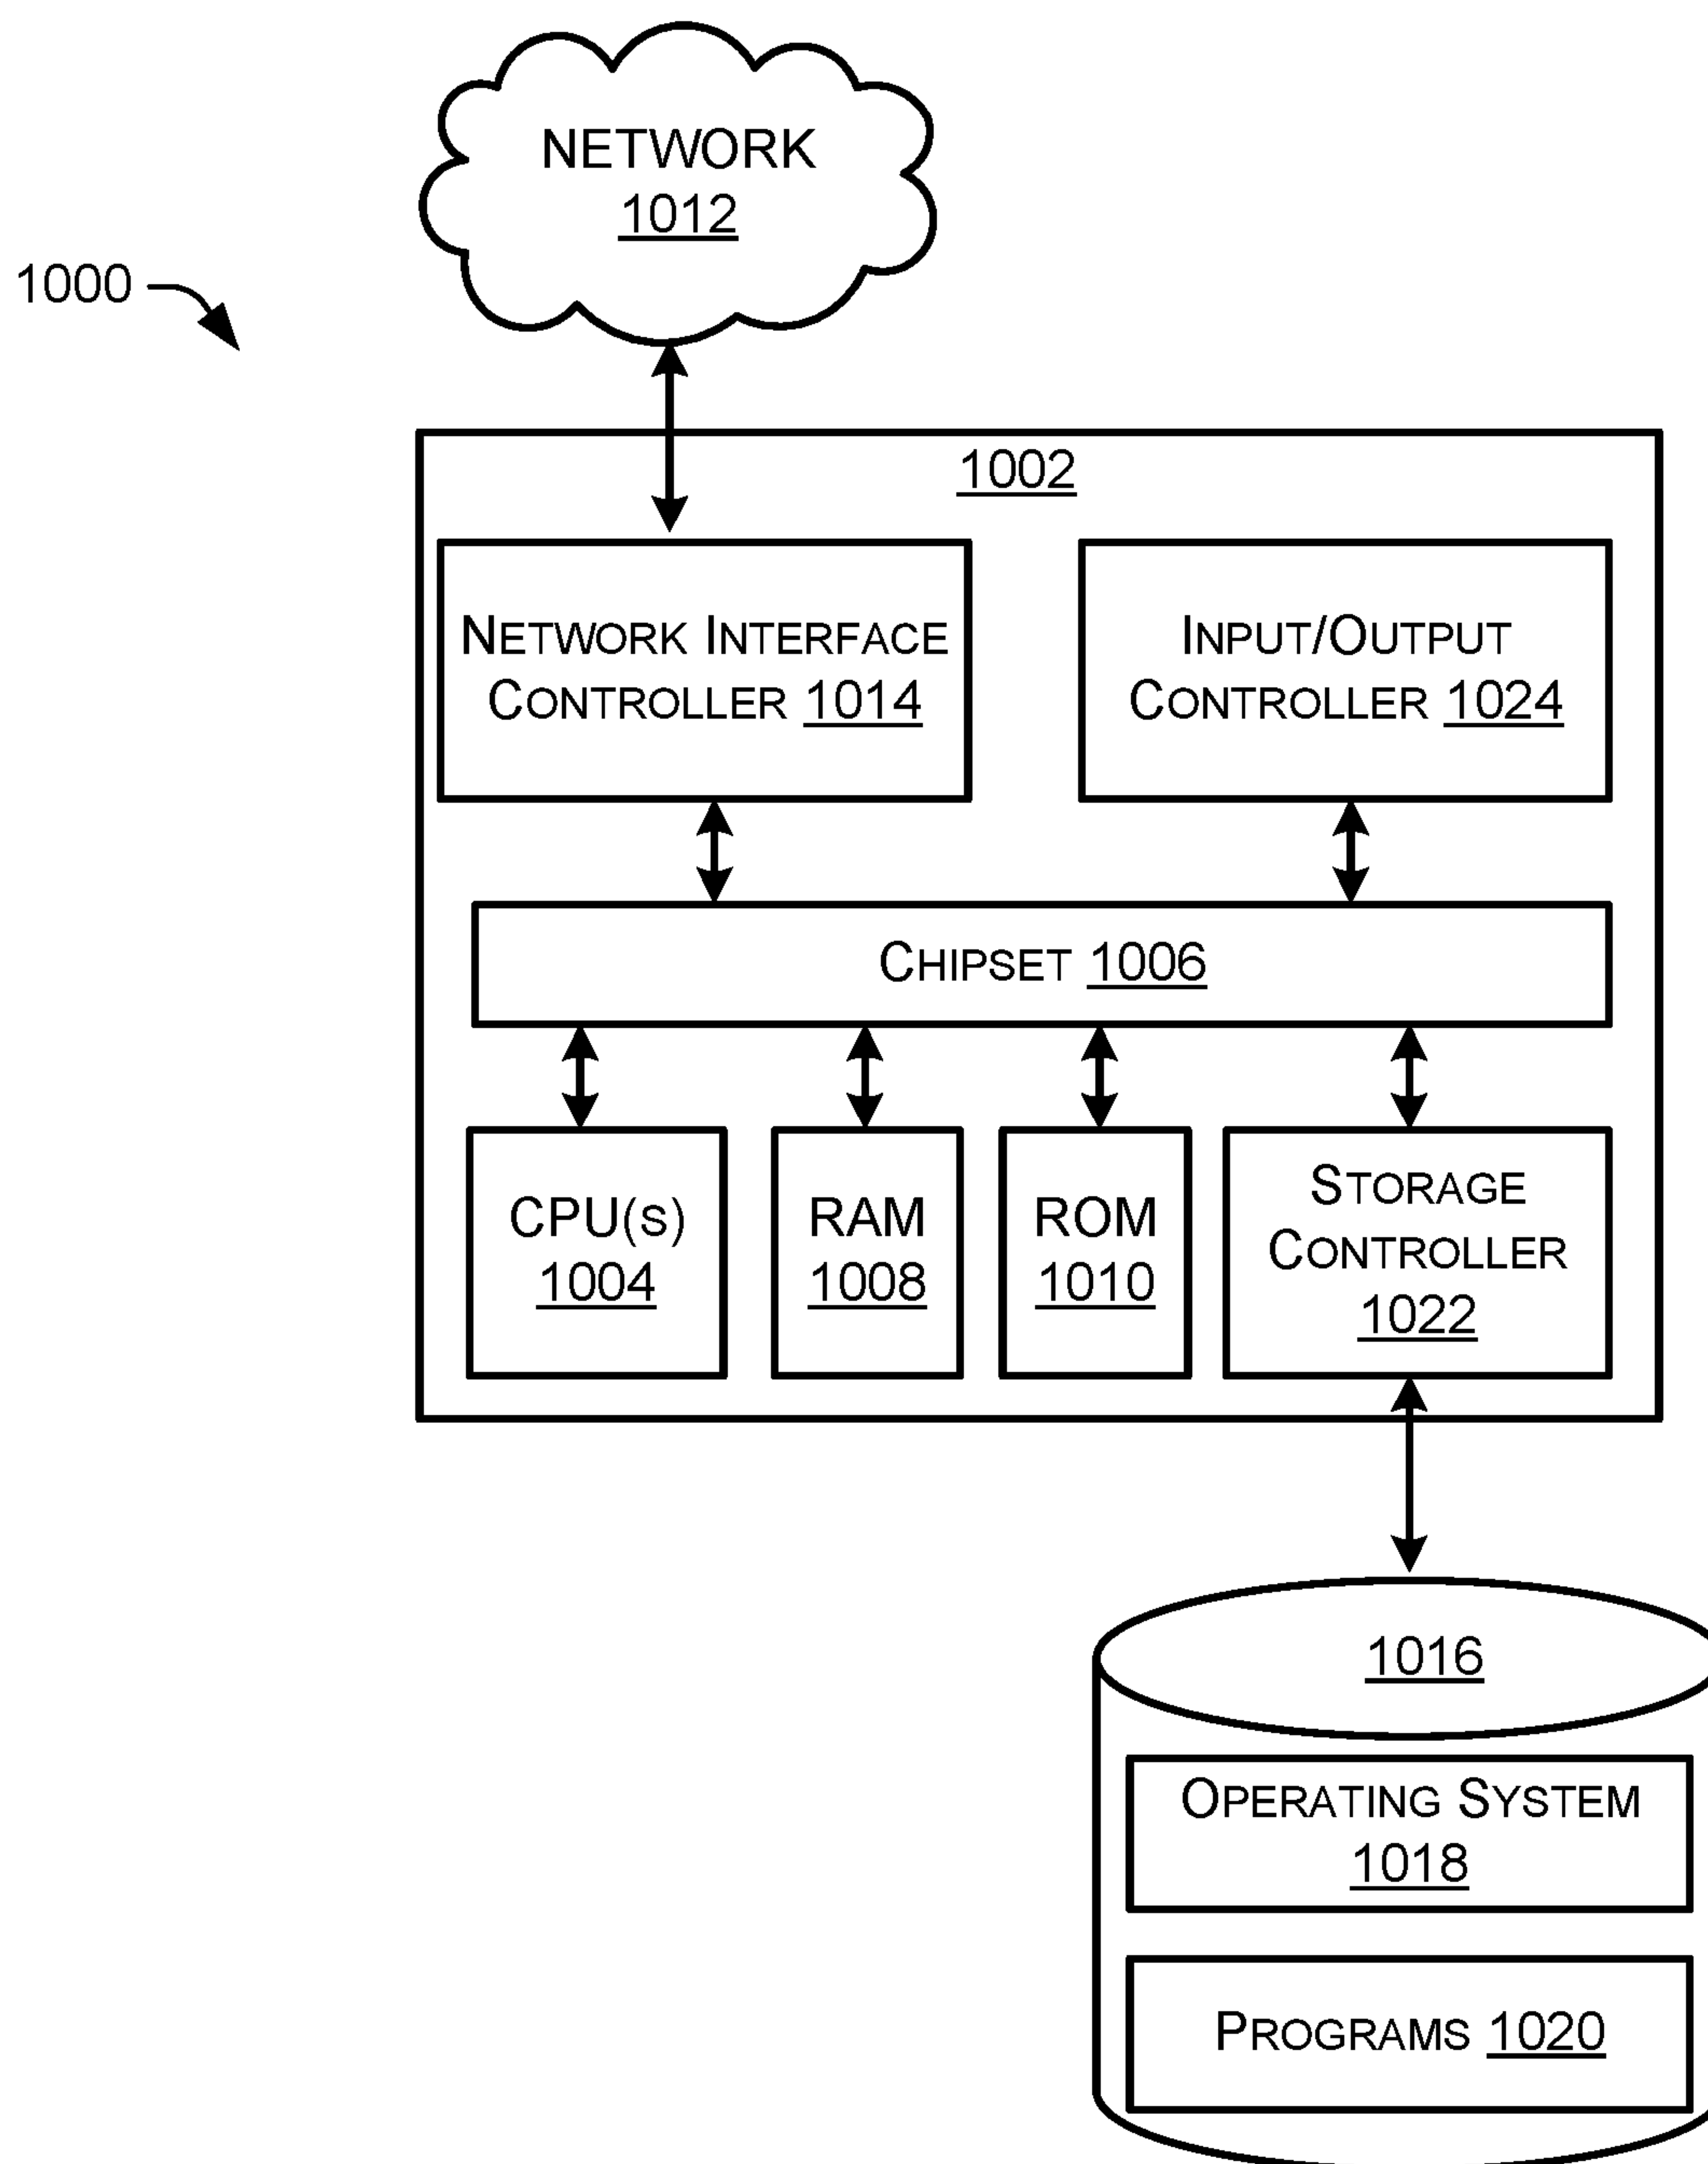 NETWORK
1012
1000
1002
NETWORK INTERFACE
CONTROLLER 1014
INPUT/OUTPUT
CONTROLLER 1024
CHIPSET 1006
CPU(S)
1004
RAM
1008
ROM
1010
STORAGE
CONTROLLER
1022
1016
OPERATING SYSTEM
1018
PROGRAMS 1020